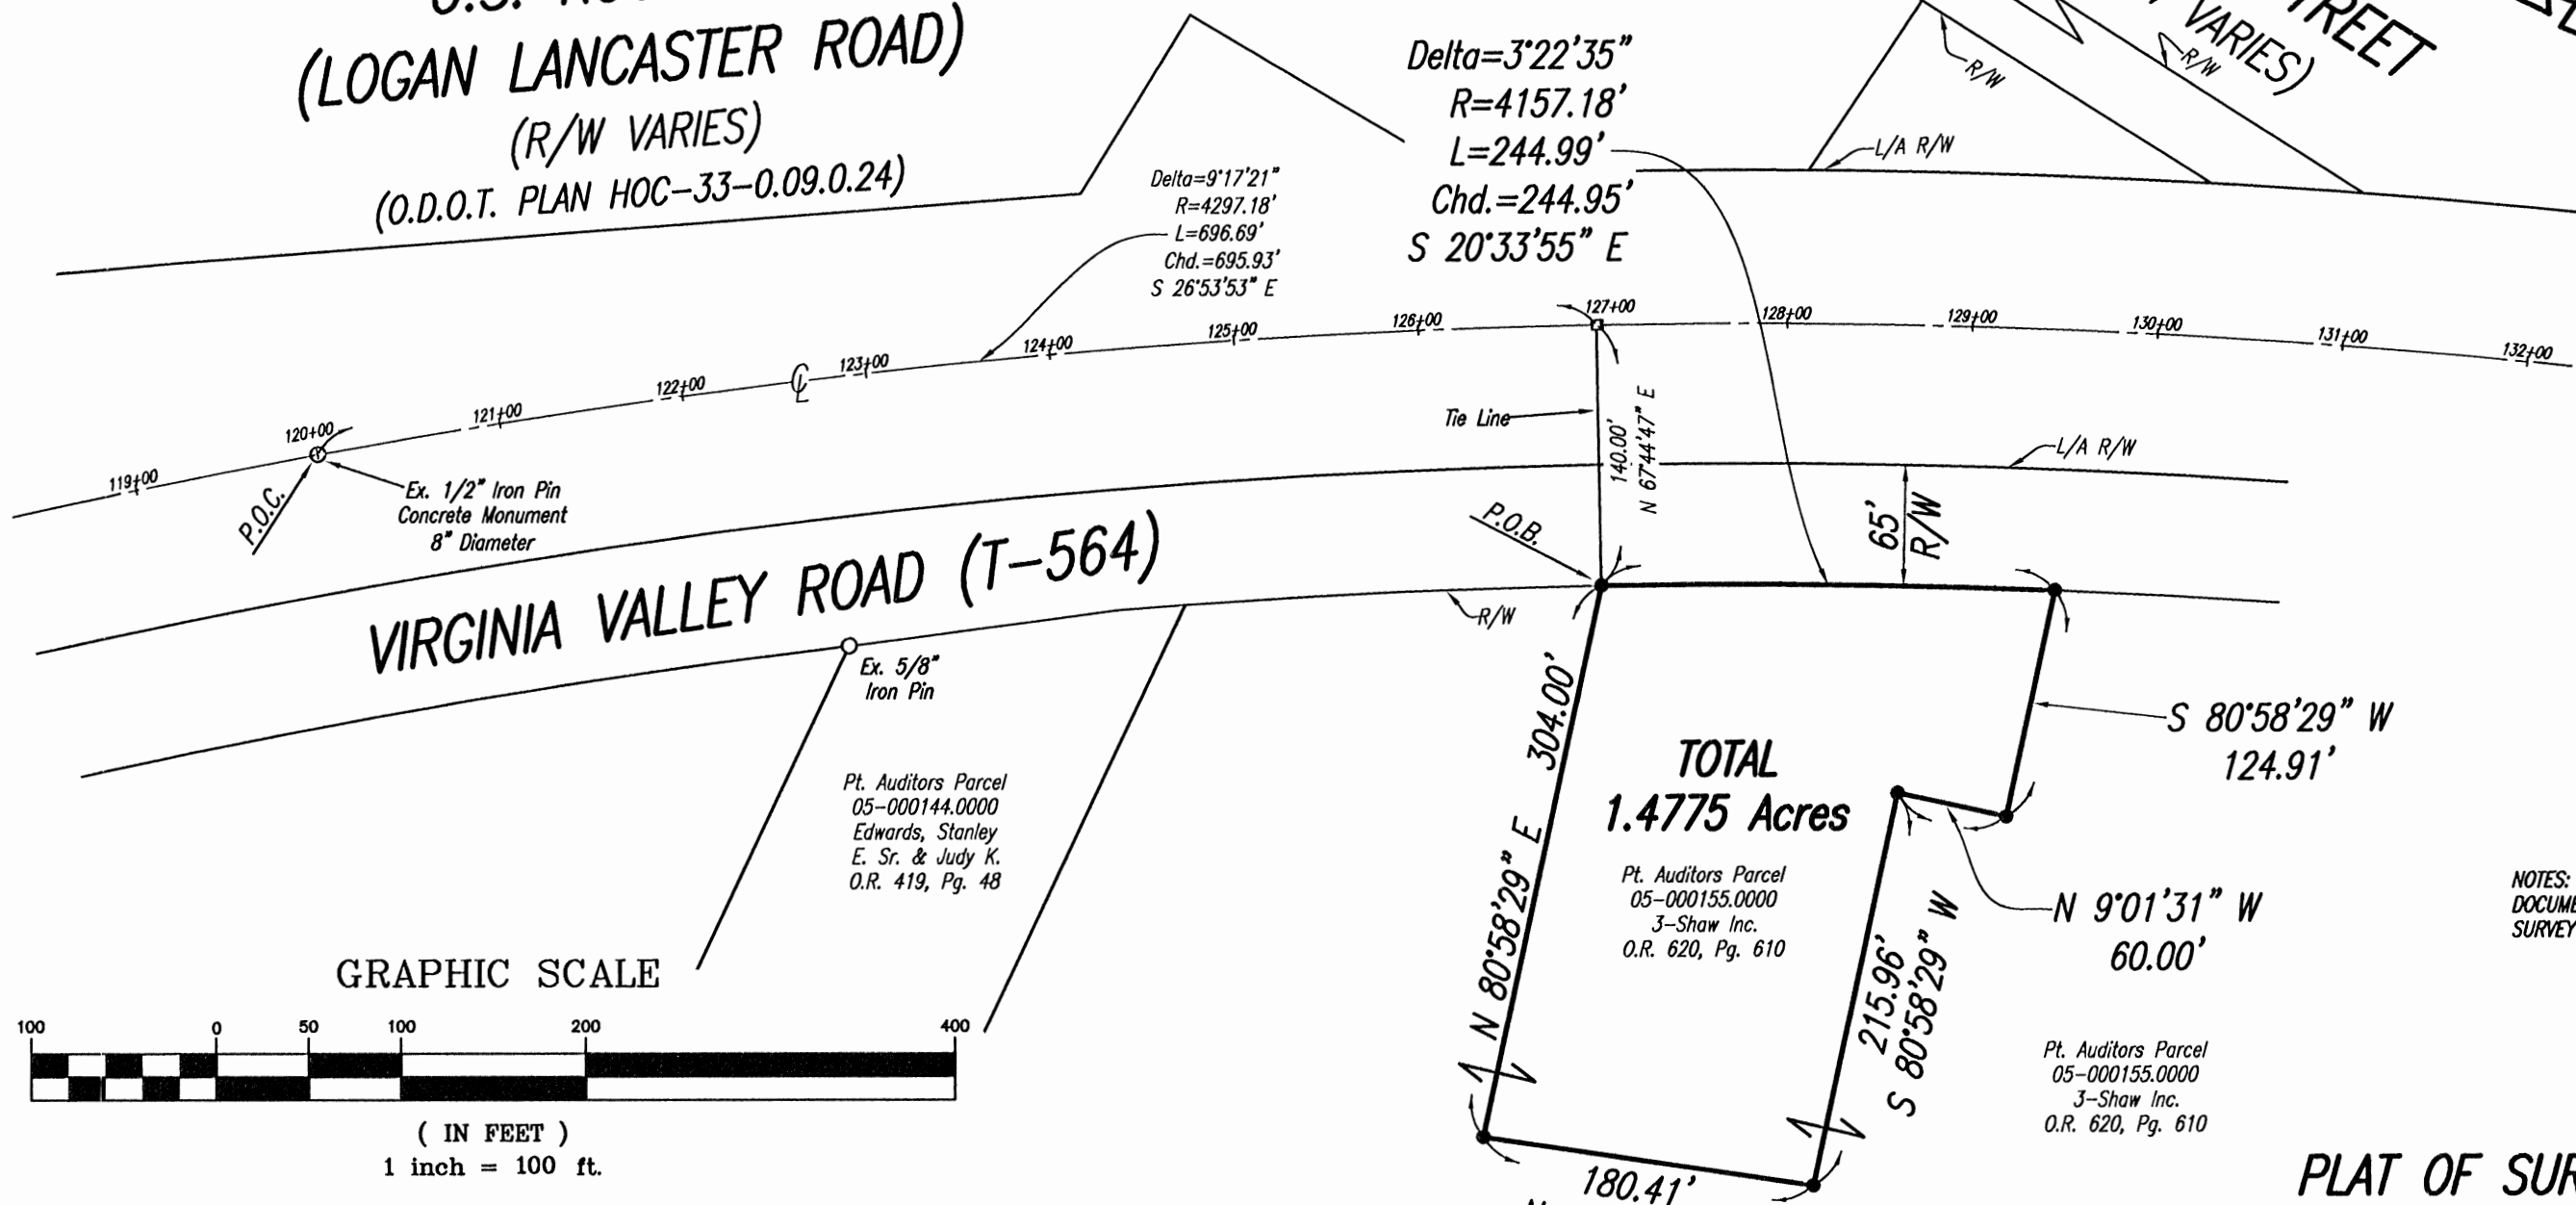 (LOGAN LANCASTER ROAD)
(R/W VARIES)
(O.D.O.T. PLAN HOC-33-0.09.0.24)
Delta=9°17'21"
R=4297.18'
L=696.69'
Chd.=695.93'
S 26°53'53" E
Delta=3°22'35"
R=4157.18'
L=244.99'
Chd.=244.95'
S 20°33'55" E
VARIES)
R/W
R/W
L/A R/W
119+00
120+00
121+00
122+00
CL
123+00
124+00
125+00
126+00
127+00
128+00
129+00
130+00
131+00
132+00
P.O.C.
Ex. 1/2" Iron Pin
Concrete Monument
8" Diameter
Tie Line
140.00'
N 67°44'47" E
L/A R/W
65'
R/W
P.O.B.
VIRGINIA VALLEY ROAD (T-564)
R/W
Ex. 5/8"
Iron Pin
Pt. Auditors Parcel
05-000144.0000
Edwards, Stanley
E. Sr. & Judy K.
O.R. 419, Pg. 48
N 80°58'29" E 304.00'
TOTAL
1.4775 Acres
Pt. Auditors Parcel
05-000155.0000
3-Shaw Inc.
O.R. 620, Pg. 610
S 80°58'29" W
124.91'
N 9°01'31" W
60.00'
215.96'
S 80°58'29" W
Pt. Auditors Parcel
05-000155.0000
3-Shaw Inc.
O.R. 620, Pg. 610
180.41'
NOTES:
DOCUME
SURVEY
GRAPHIC SCALE
100 0 50 100 200 400
( IN FEET )
1 inch = 100 ft.
PLAT OF SUR